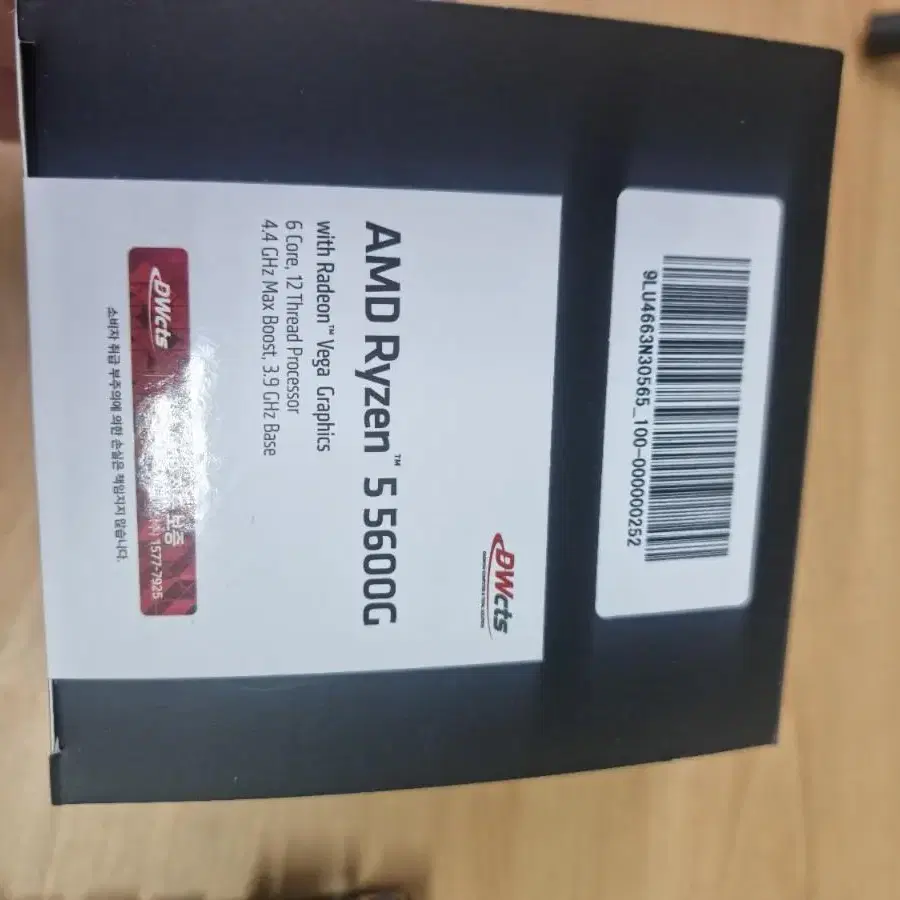 9LU4663N30565_100-000000252
DWcts
AMD Ryzen™ 5 5600G
with Radeon™ Vega Graphics
6 Core, 12 Thread Processor
4.4 GHz Max Boost, 3.9 GHz Base
DWcts
보증
1577-7925
소비자 취급 부주의에 의한 손실은 책임지지 않습니다.